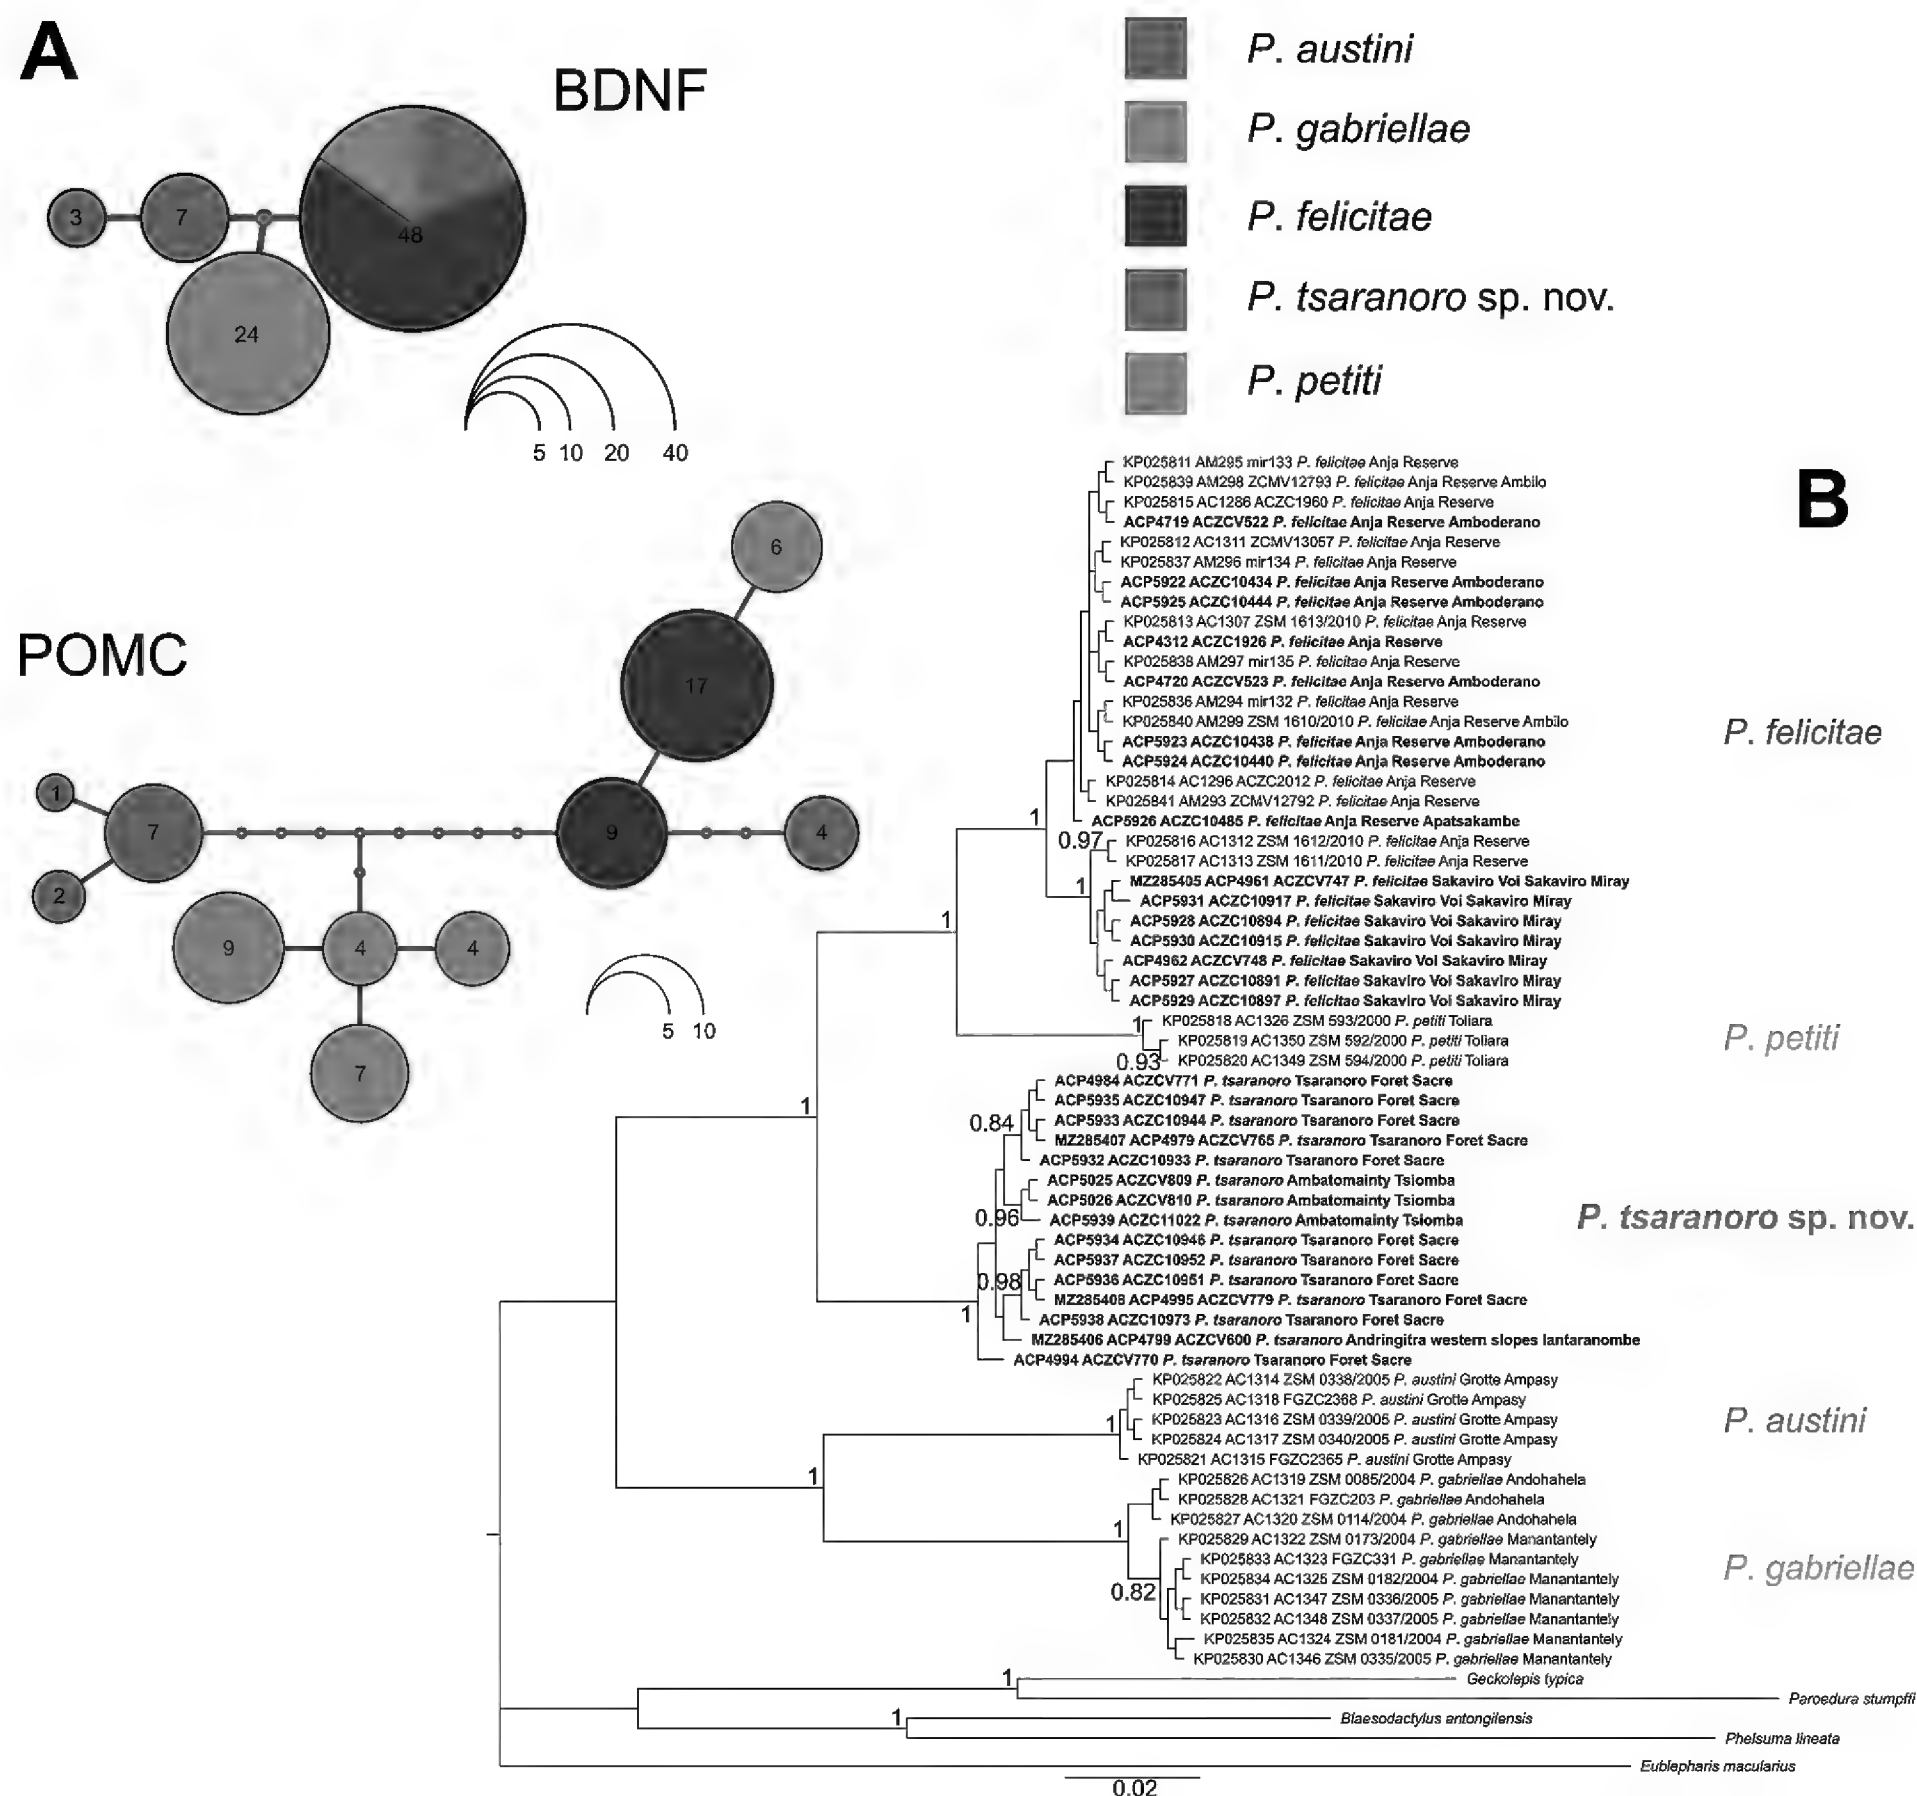 A
BDNF
3
7
48
24
5 10 20 40
P. austini
P. gabriellae
P. felicitae
P. tsaranoro sp. nov.
P. petiti
POMC
6
17
1
7
9
4
2
9
4
4
7
5 10
B
KP025811 AM295 mir133 P. felicitae Anja Reserve
KP025839 AM298 ZCMV12793 P. felicitae Anja Reserve Ambilo
KP025815 AC1286 ACZC1960 P. felicitae Anja Reserve
ACP4719 ACZCV522 P. felicitae Anja Reserve Amboderano
KP025812 AC1311 ZCMV13057 P. felicitae Anja Reserve
KP025837 AM296 mir134 P. felicitae Anja Reserve
ACP5922 ACZC10434 P. felicitae Anja Reserve Amboderano
ACP5925 ACZC10444 P. felicitae Anja Reserve Amboderano
KP025813 AC1307 ZSM 1613/2010 P. felicitae Anja Reserve
ACP4312 ACZC1926 P. felicitae Anja Reserve
KP025838 AM297 mir135 P. felicitae Anja Reserve
ACP4720 ACZCV523 P. felicitae Anja Reserve Amboderano
KP025836 AM294 mir132 P. felicitae Anja Reserve
KP025840 AM299 ZSM 1610/2010 P. felicitae Anja Reserve Ambilo
ACP5923 ACZC10438 P. felicitae Anja Reserve Amboderano
ACP5924 ACZC10440 P. felicitae Anja Reserve Amboderano
KP025814 AC1296 ACZC2012 P. felicitae Anja Reserve
KP025841 AM293 ZCMV12792 P. felicitae Anja Reserve
ACP5926 ACZC10485 P. felicitae Anja Reserve Apatsakambe
KP025816 AC1312 ZSM 1612/2010 P. felicitae Anja Reserve
KP025817 AC1313 ZSM 1611/2010 P. felicitae Anja Reserve
MZ285405 ACP4961 ACZCV747 P. felicitae Sakaviro Voi Sakaviro Miray
ACP5931 ACZC10917 P. felicitae Sakaviro Voi Sakaviro Miray
ACP5928 ACZC10894 P. felicitae Sakaviro Voi Sakaviro Miray
ACP5930 ACZC10915 P. felicitae Sakaviro Voi Sakaviro Miray
ACP4962 ACZCV748 P. felicitae Sakaviro Voi Sakaviro Miray
ACP5927 ACZC10891 P. felicitae Sakaviro Voi Sakaviro Miray
ACP5929 ACZC10897 P. felicitae Sakaviro Voi Sakaviro Miray
KP025818 AC1326 ZSM 593/2000 P. petiti Toliara
KP025819 AC1350 ZSM 592/2000 P. petiti Toliara
KP025820 AC1349 ZSM 594/2000 P. petiti Toliara
ACP4984 ACZCV771 P. tsaranoro Tsaranoro Foret Sacre
ACP5935 ACZC10947 P. tsaranoro Tsaranoro Foret Sacre
ACP5933 ACZC10944 P. tsaranoro Tsaranoro Foret Sacre
MZ285407 ACP4979 ACZCV765 P. tsaranoro Tsaranoro Foret Sacre
ACP5932 ACZC10933 P. tsaranoro Tsaranoro Foret Sacre
ACP5025 ACZCV809 P. tsaranoro Ambatomainty Tsiomba
ACP5026 ACZCV810 P. tsaranoro Ambatomainty Tsiomba
ACP5939 ACZC11022 P. tsaranoro Ambatomainty Tsiomba
ACP5934 ACZC10946 P. tsaranoro Tsaranoro Foret Sacre
ACP5937 ACZC10952 P. tsaranoro Tsaranoro Foret Sacre
ACP5936 ACZC10951 P. tsaranoro Tsaranoro Foret Sacre
MZ285408 ACP4995 ACZCV779 P. tsaranoro Tsaranoro Foret Sacre
ACP5938 ACZC10973 P. tsaranoro Tsaranoro Foret Sacre
MZ285406 ACP4799 ACZCV600 P. tsaranoro Andringitra western slopes Iantaranombe
ACP4994 ACZCV770 P. tsaranoro Tsaranoro Foret Sacre
KP025822 AC1314 ZSM 0338/2005 P. austini Grotte Ampasy
KP025825 AC1318 FGZC2368 P. austini Grotte Ampasy
KP025823 AC1316 ZSM 0339/2005 P. austini Grotte Ampasy
KP025824 AC1317 ZSM 0340/2005 P. austini Grotte Ampasy
KP025821 AC1315 FGZC2365 P. austini Grotte Ampasy
KP025826 AC1319 ZSM 0085/2004 P. gabriellae Andohahela
KP025828 AC1321 FGZC203 P. gabriellae Andohahela
KP025827 AC1320 ZSM 0114/2004 P. gabriellae Andohahela
KP025829 AC1322 ZSM 0173/2004 P. gabriellae Manantantely
KP025833 AC1323 FGZC331 P. gabriellae Manantantely
KP025834 AC1325 ZSM 0182/2004 P. gabriellae Manantantely
KP025831 AC1347 ZSM 0336/2005 P. gabriellae Manantantely
KP025832 AC1348 ZSM 0337/2005 P. gabriellae Manantantely
KP025835 AC1324 ZSM 0181/2004 P. gabriellae Manantantely
KP025830 AC1346 ZSM 0335/2005 P. gabriellae Manantantely
Geckolepis typica
Paroedura stumpffi
Blaesodactylus antongilensis
Phelsuma lineata
Eublepharis macularius
1
0.97
1
1
1
0.93
1
0.84
0.96
0.98
1
1
1
1
0.82
1
1
0.02
P. felicitae
P. petiti
P. tsaranoro sp. nov.
P. austini
P. gabriellae